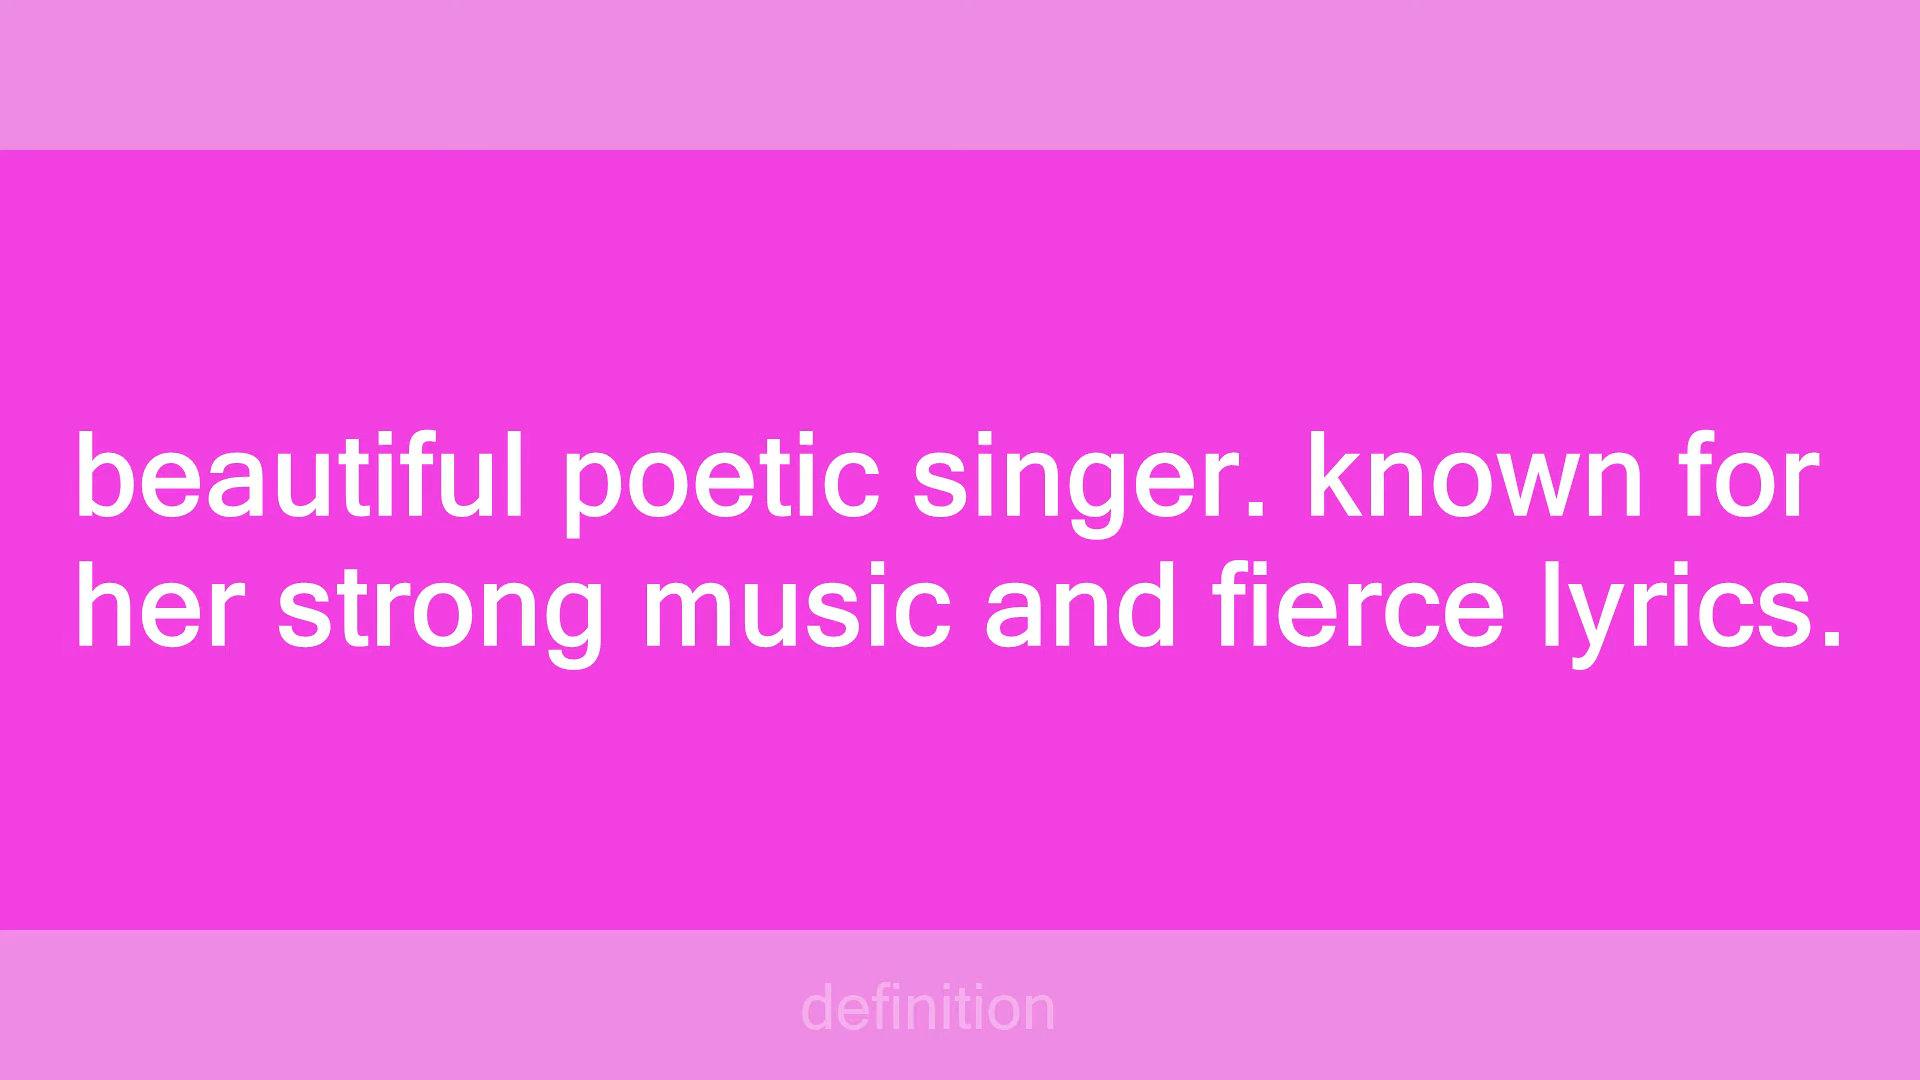 beautiful poetic singer. known for
her strong music and fierce lyrics.
definition